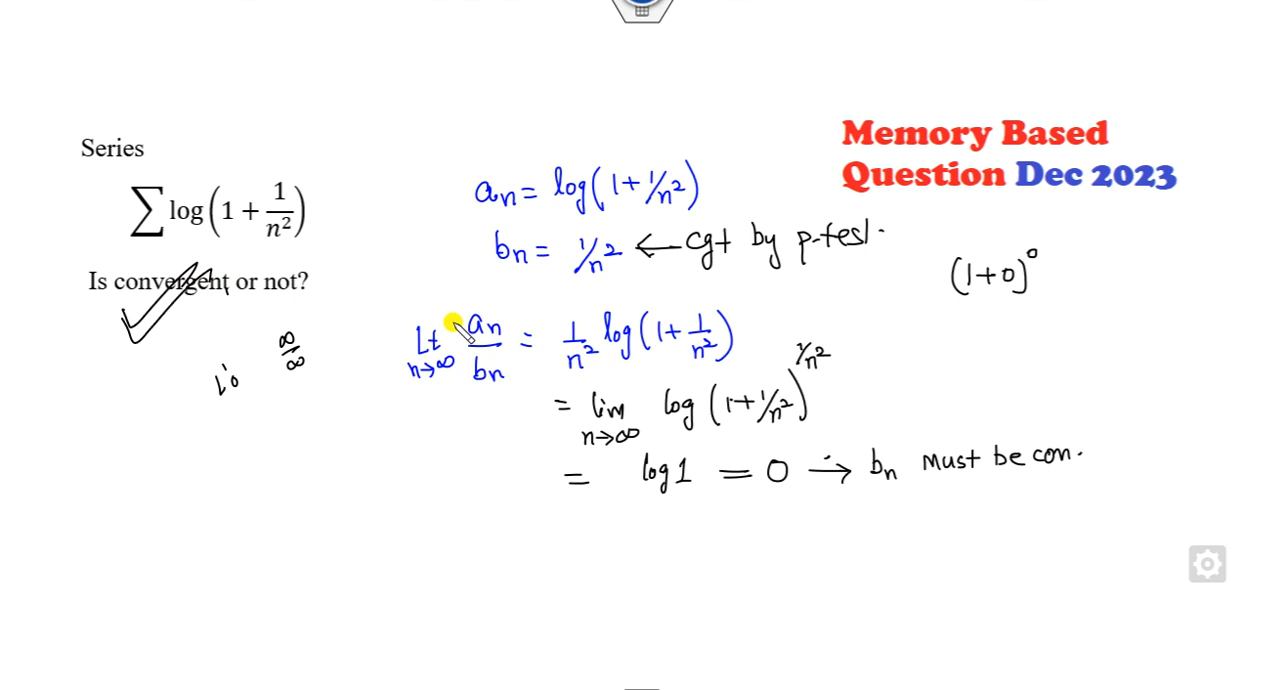 Memory Based
Question Dec 2023
Series
∑ log(1 + 1/n²)
Is convergent or not?
aₙ = log(1 + 1/n²)
bₙ = 1/n² ← cgt by p-test.
(1+0)⁰
Lt n→∞ aₙ/bₙ = 1/n² log(1 + 1/n²)
∞/∞
= lim n→∞ log(1 + 1/n²)^(1/n²)
= log 1 = 0 → bₙ must be con.